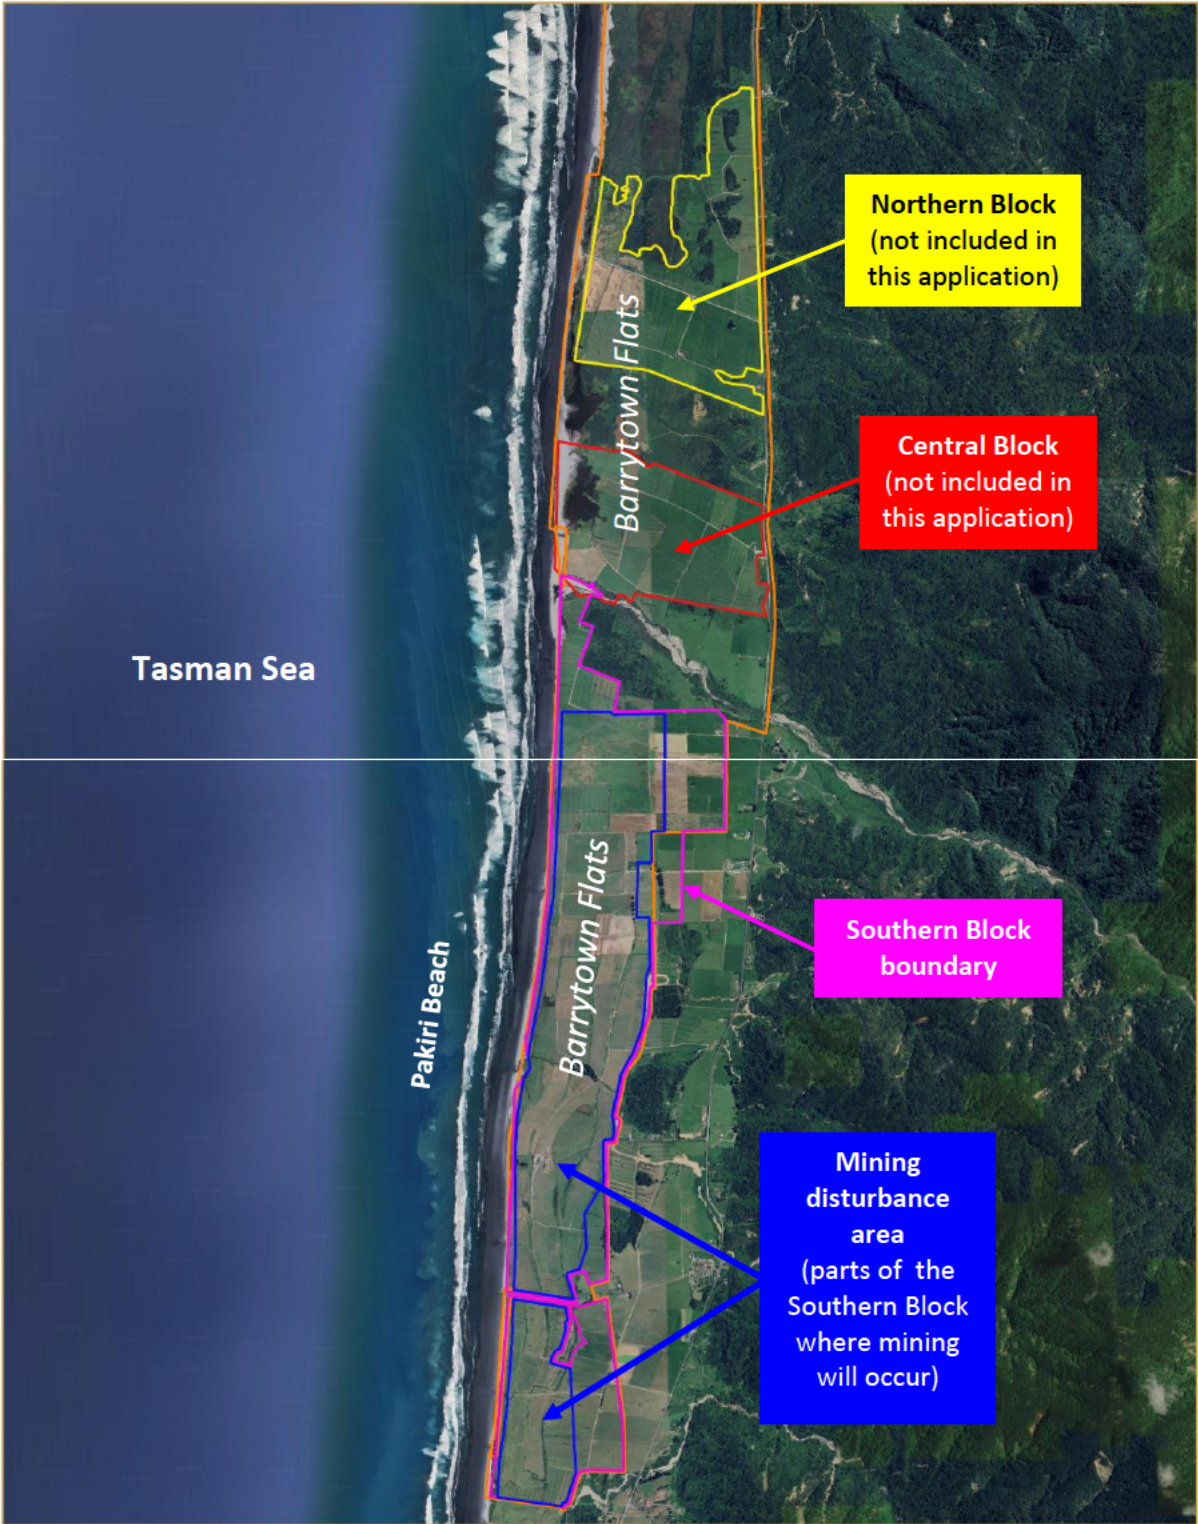 Northern Block
(not included in
this application)
Barrytown Flats
Central Block
(not included in
this application)
Tasman Sea
Barrytown Flats
Southern Block
boundary
Pakiri Beach
Mining
disturbance
area
(parts of the
Southern Block
where mining
will occur)